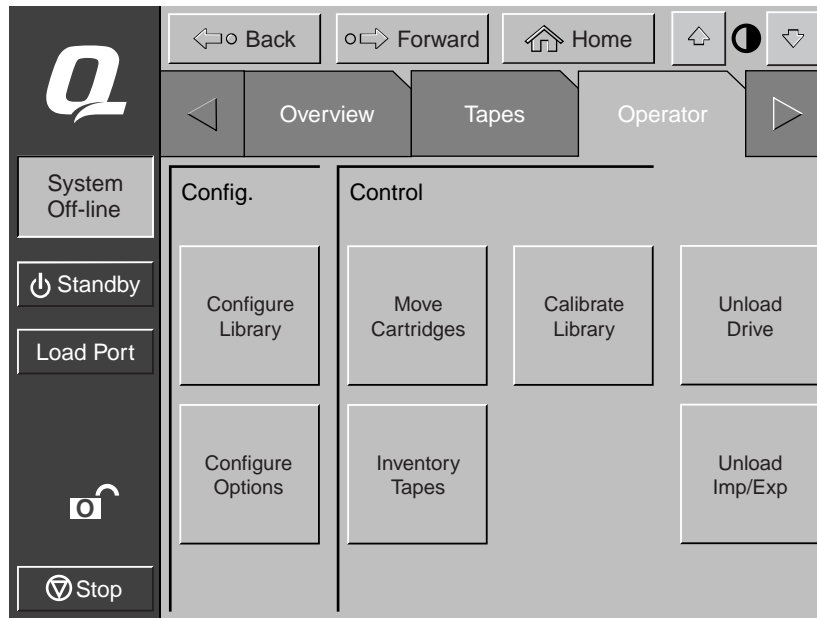 Q
Back
Forward
Home
Overview
Tapes
Operator
System
Off-line
Standby
Load Port
O
Stop
Config.
Configure
Library
Configure
Options
Control
Move
Cartridges
Calibrate
Library
Unload
Drive
Inventory
Tapes
Unload
Imp/Exp